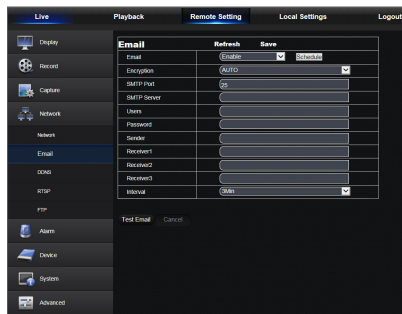 Live Playback Remote Setting Local Settings Logout
Display
Record
Capture
Network
Network
Email
DDNS
RTSP
FTP
Alarm
Device
System
Advanced
Email Refresh Save
Email Enable Schedule
Encryption AUTO
SMTP Port 25
SMTP Server
Users
Password
Sender
Receiver1
Receiver2
Receiver3
Interval 3Min
Test Email Cancel